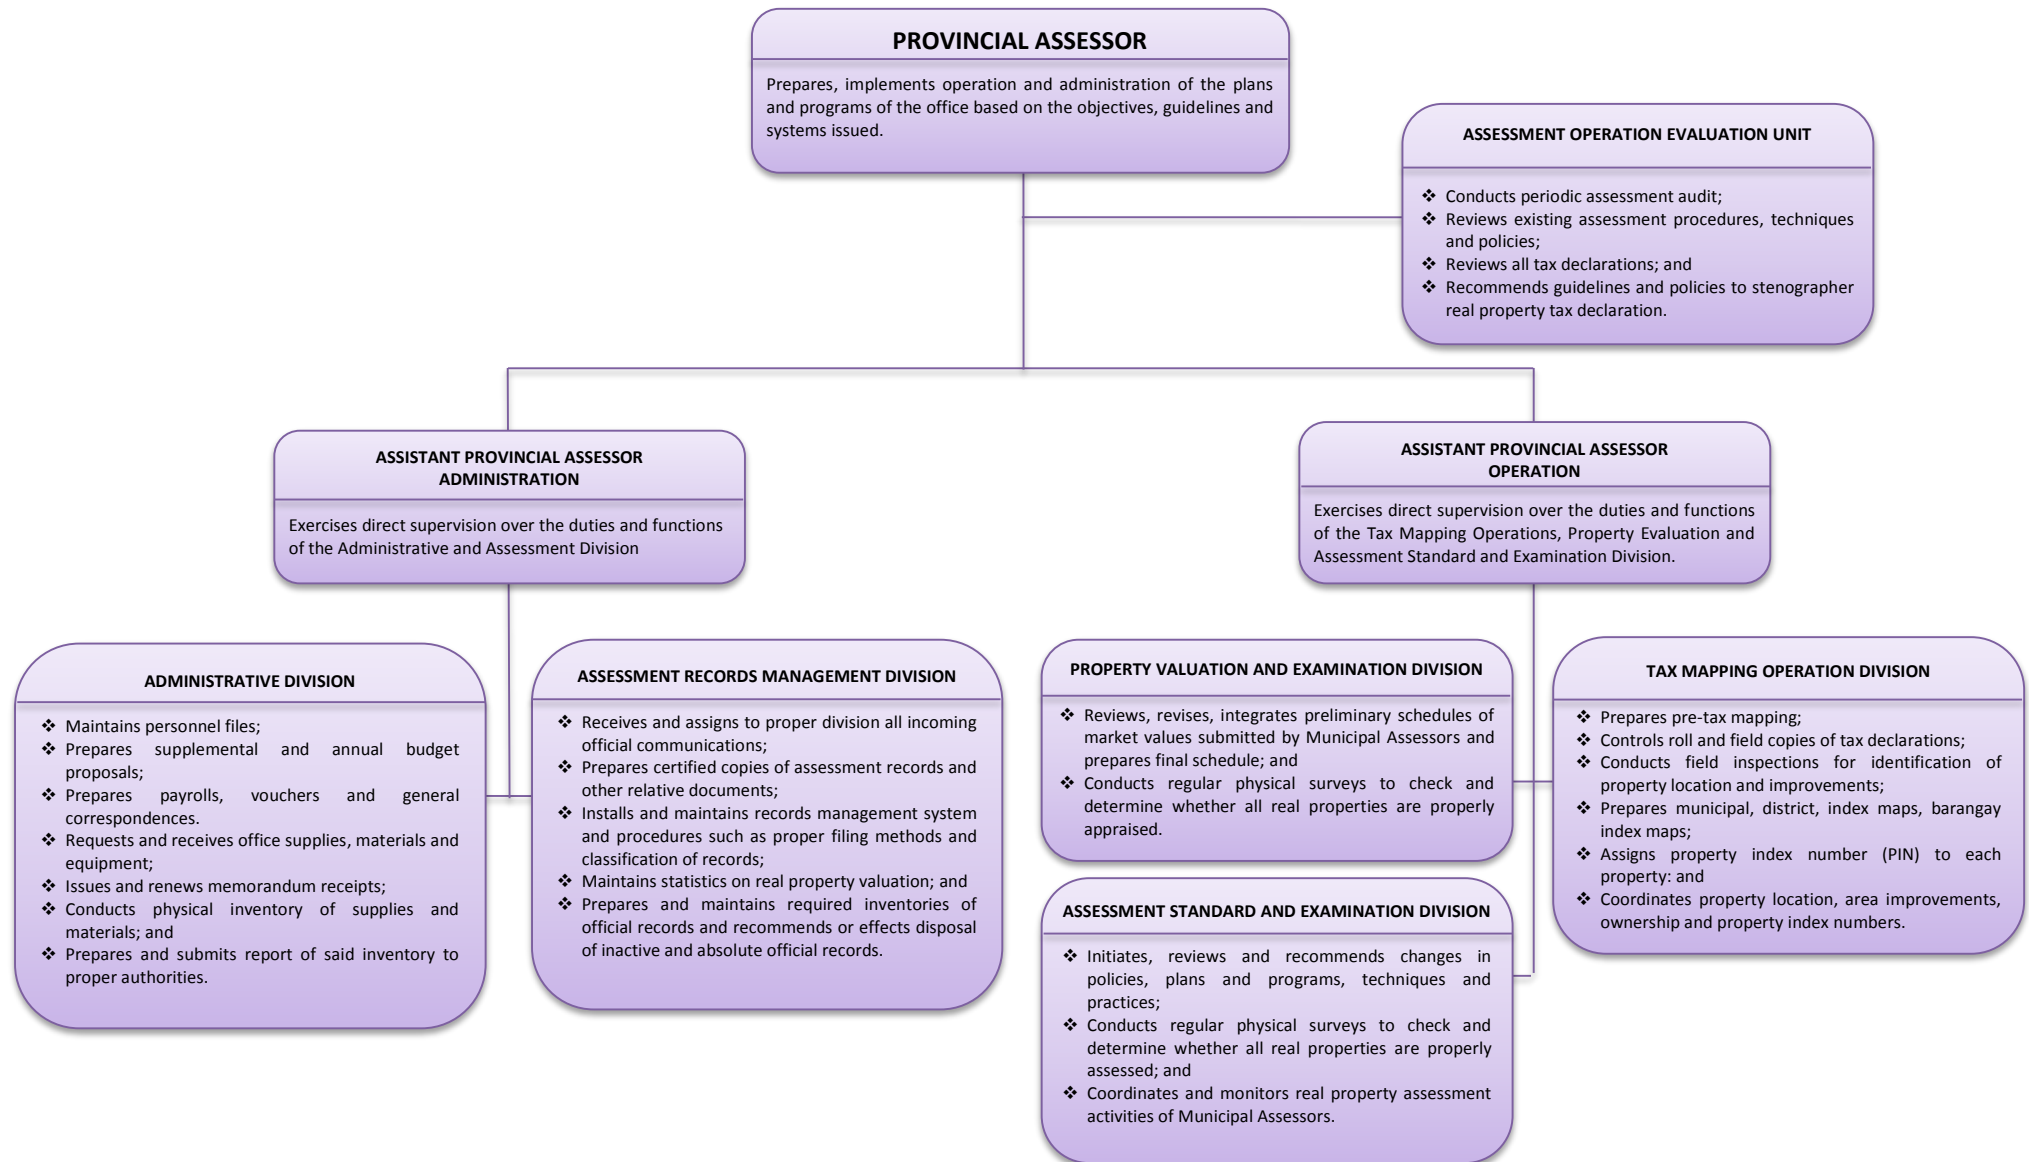 PROVINCIAL ASSESSOR
Prepares, implements operation and administration of the plans
and programs of the office based on the objectives, guidelines and
systems issued.
ASSESSMENT OPERATION EVALUATION UNIT
❖ Conducts periodic assessment audit;
❖ Reviews existing assessment procedures, techniques
and policies;
❖ Reviews all tax declarations; and
❖ Recommends guidelines and policies to stenographer
real property tax declaration.
ASSISTANT PROVINCIAL ASSESSOR
ADMINISTRATION
Exercises direct supervision over the duties and functions
of the Administrative and Assessment Division
ASSISTANT PROVINCIAL ASSESSOR
OPERATION
Exercises direct supervision over the duties and functions
of the Tax Mapping Operations, Property Evaluation and
Assessment Standard and Examination Division.
ADMINISTRATIVE DIVISION
❖ Maintains personnel files;
❖ Prepares supplemental and annual budget
proposals;
❖ Prepares payrolls, vouchers and general
correspondences.
❖ Requests and receives office supplies, materials and
equipment;
❖ Issues and renews memorandum receipts;
❖ Conducts physical inventory of supplies and
materials; and
❖ Prepares and submits report of said inventory to
proper authorities.
ASSESSMENT RECORDS MANAGEMENT DIVISION
❖ Receives and assigns to proper division all incoming
official communications;
❖ Prepares certified copies of assessment records and
other relative documents;
❖ Installs and maintains records management system
and procedures such as proper filing methods and
classification of records;
❖ Maintains statistics on real property valuation; and
❖ Prepares and maintains required inventories of
official records and recommends or effects disposal
of inactive and absolute official records.
PROPERTY VALUATION AND EXAMINATION DIVISION
❖ Reviews, revises, integrates preliminary schedules of
market values submitted by Municipal Assessors and
prepares final schedule; and
❖ Conducts regular physical surveys to check and
determine whether all real properties are properly
appraised.
ASSESSMENT STANDARD AND EXAMINATION DIVISION
❖ Initiates, reviews and recommends changes in
policies, plans and programs, techniques and
practices;
❖ Conducts regular physical surveys to check and
determine whether all real properties are properly
assessed; and
❖ Coordinates and monitors real property assessment
activities of Municipal Assessors.
TAX MAPPING OPERATION DIVISION
❖ Prepares pre-tax mapping;
❖ Controls roll and field copies of tax declarations;
❖ Conducts field inspections for identification of
property location and improvements;
❖ Prepares municipal, district, index maps, barangay
index maps;
❖ Assigns property index number (PIN) to each
property: and
❖ Coordinates property location, area improvements,
ownership and property index numbers.